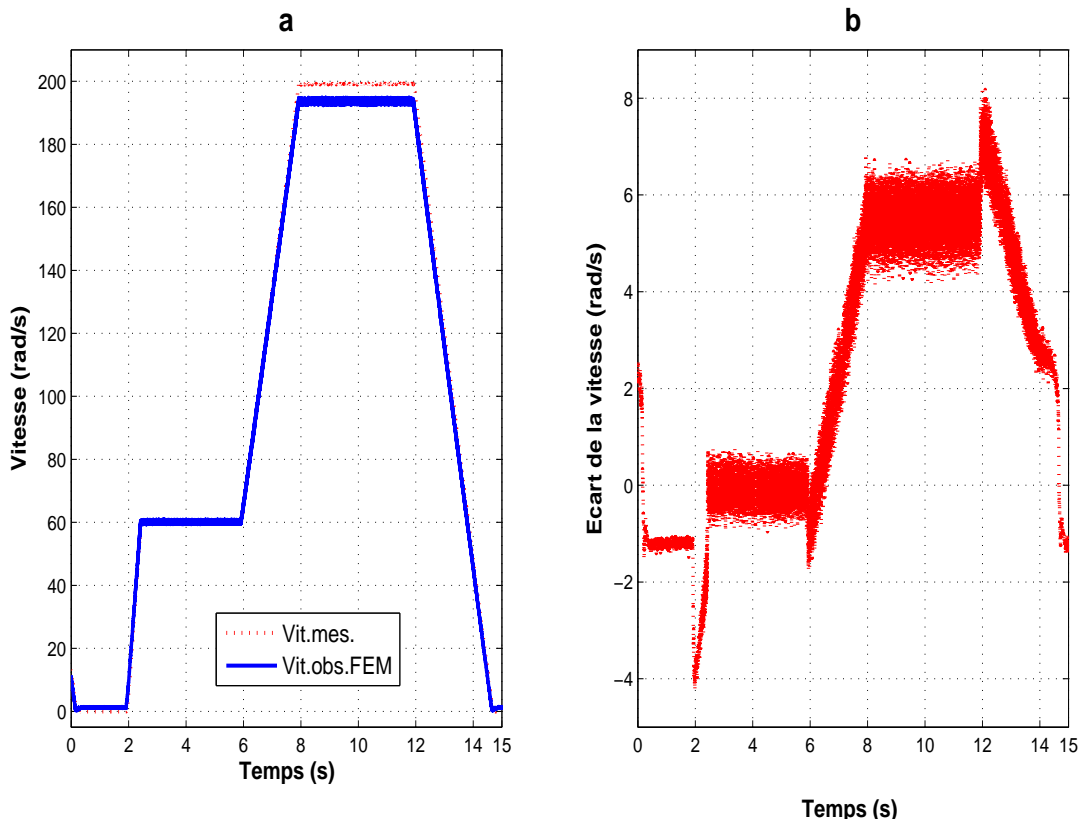 a
200
180
160
140
120
100
80
60
40
20
0
Vitesse (rad/s)
Vit.mes.
Vit.obs.FEM
0 2 4 6 8 10 12 14 15
Temps (s)
b
8
6
4
2
0
−2
−4
Ecart de la vitesse (rad/s)
0 2 4 6 8 10 12 14 15
Temps (s)